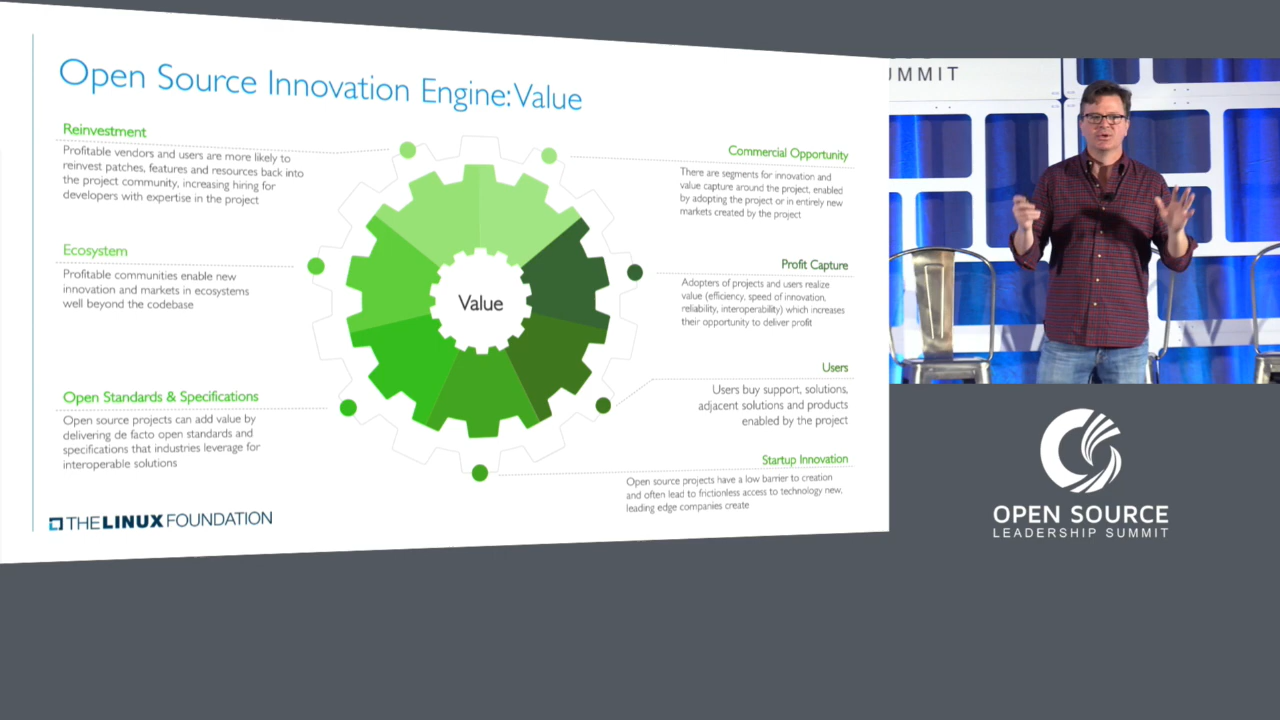 Open Source Innovation Engine: Value
Reinvestment
Profitable vendors and users are more likely to
reinvest patches, features and resources back into
the project community, increasing hiring for
developers with expertise in the project
Ecosystem
Profitable communities enable new
innovation and markets in ecosystems
well beyond the codebase
Open Standards & Specifications
Open source projects can add value by
delivering de facto open standards and
specifications that industries leverage for
interoperable solutions
Value
Commercial Opportunity
There are segments for innovation and
value capture around the project, enabled
by adopting the project or in entirely new
markets created by the project
Profit Capture
Adopters of projects and users realize
value (efficiency, speed of innovation,
reliability, interoperability) which increases
their opportunity to deliver profit
Users
Users buy support, solutions,
adjacent solutions and products
enabled by the project
Startup Innovation
Open source projects have a low barrier to creation
and often lead to frictionless access to technology new,
leading edge companies create
THE LINUX FOUNDATION
UMMIT
OPEN SOURCE
LEADERSHIP SUMMIT